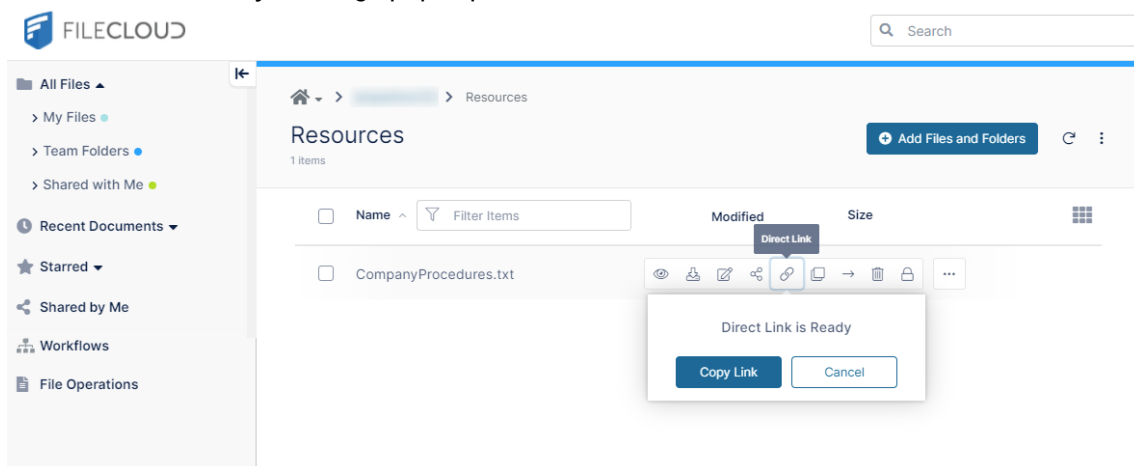 FILECLOUD
Search
All Files
My Files
Team Folders
Shared with Me
Recent Documents
Starred
Shared by Me
Workflows
File Operations
Resources
Resources
1 items
Add Files and Folders
Name
Filter Items
Modified
Size
Direct Link
CompanyProcedures.txt
Direct Link is Ready
Copy Link
Cancel